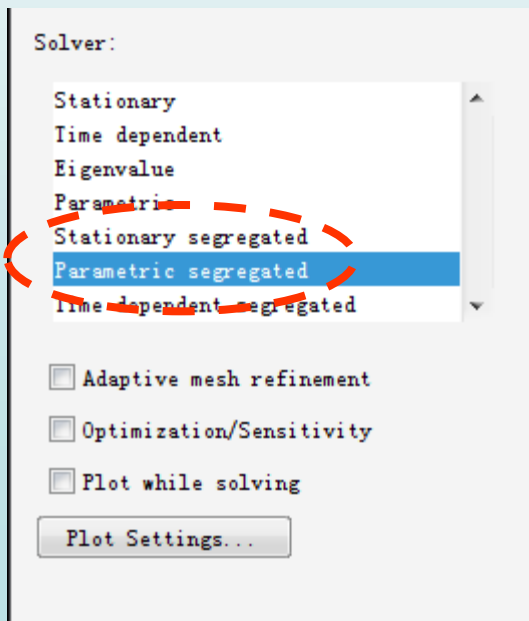 Solver:
Stationary
Time dependent
Eigenvalue
Parametric
Stationary segregated
Parametric segregated
Time dependent segregated
Adaptive mesh refinement
Optimization/Sensitivity
Plot while solving
Plot Settings...